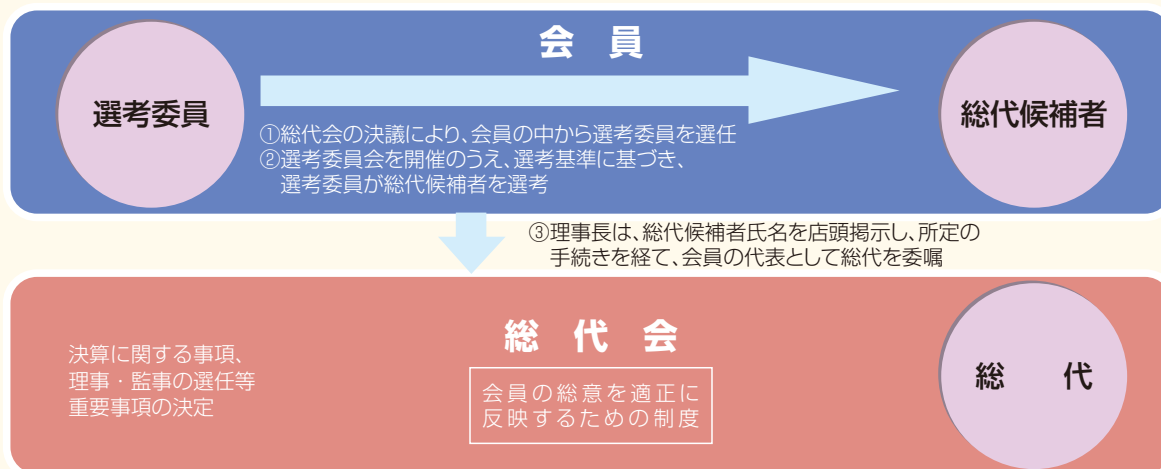 会 員
選考委員
総代候補者
①総代会の決議により、会員の中から選考委員を選任
②選考委員会を開催のうえ、選考基準に基づき、
選考委員が総代候補者を選考
③理事長は、総代候補者氏名を店頭掲示し、所定の
手続きを経て、会員の代表として総代を委嘱
総 代 会
決算に関する事項、
理事・監事の選任等
重要事項の決定
会員の総意を適正に
反映するための制度
総 代